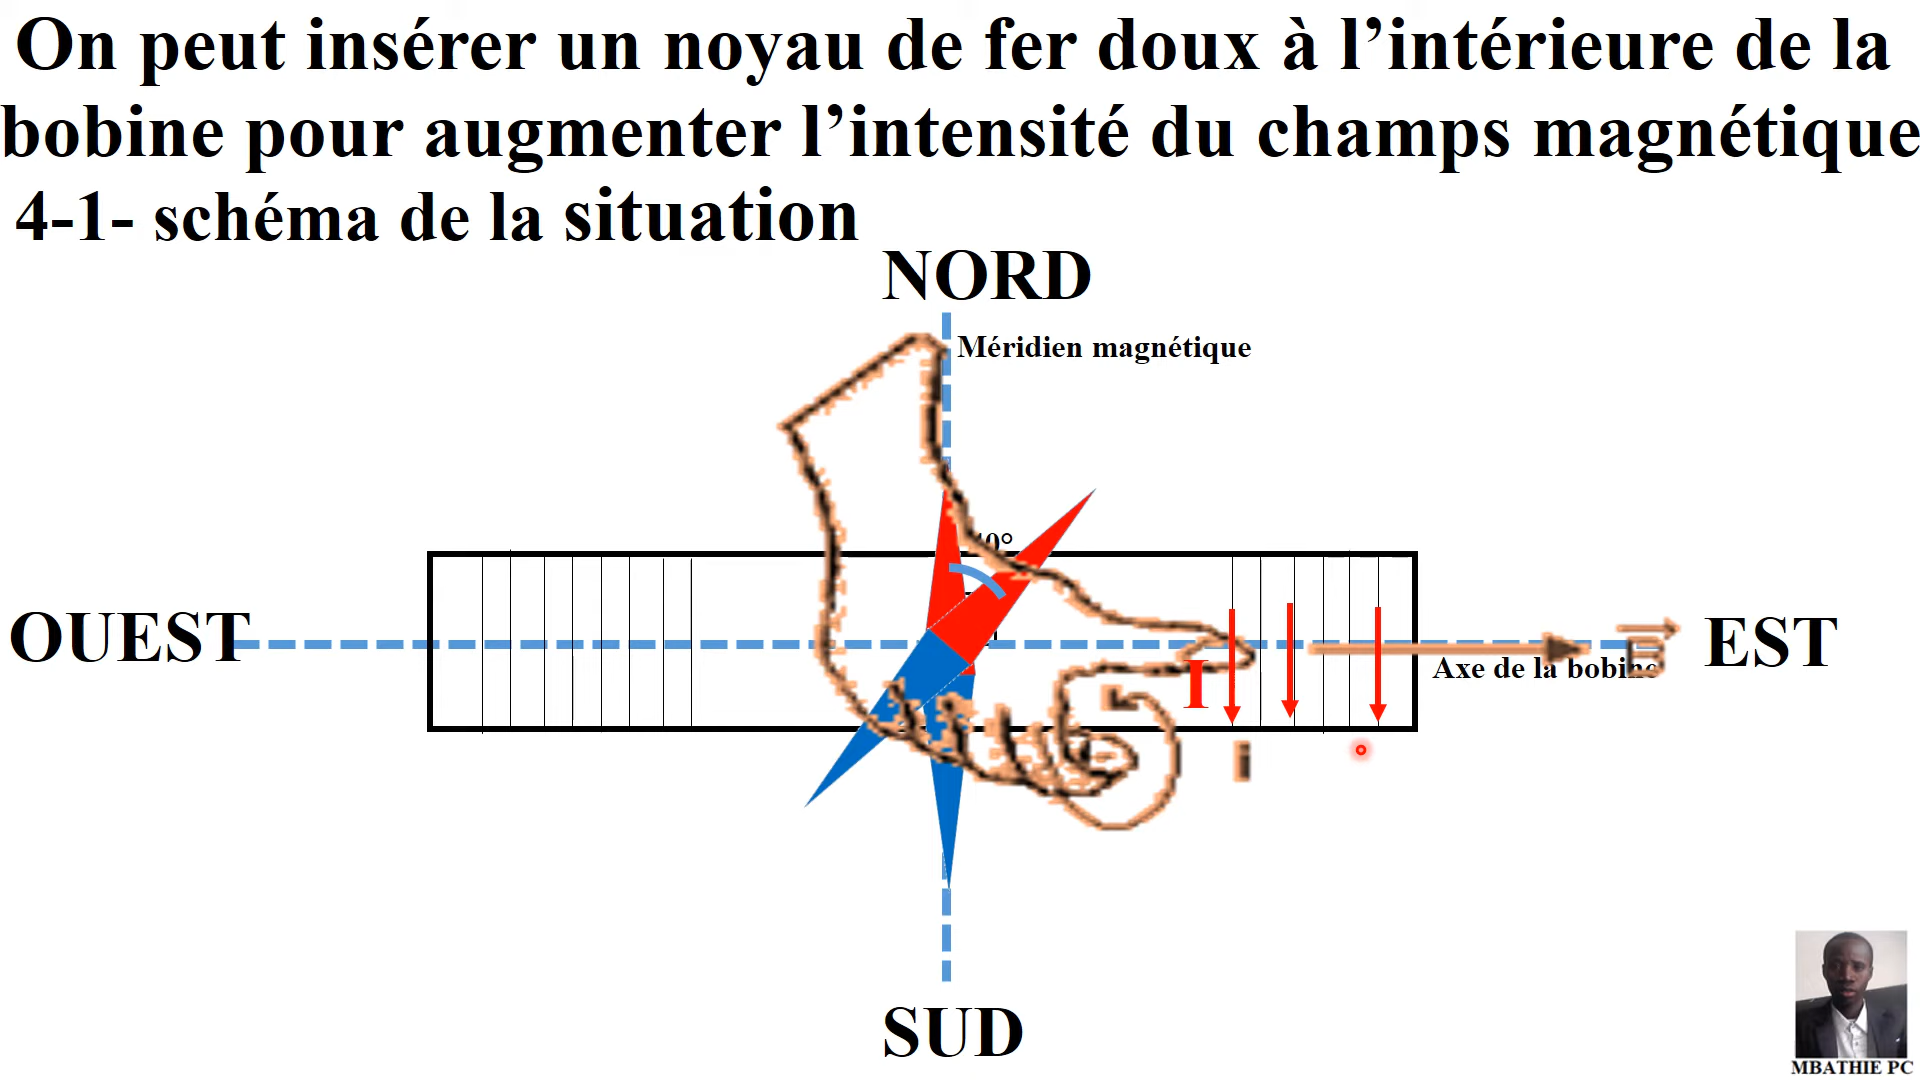 On peut insérer un noyau de fer doux à l’intérieure de la
bobine pour augmenter l’intensité du champs magnétique
4-1- schéma de la situation
NORD
Méridien magnétique
OUEST
I
EST
Axe de la bobine
SUD
MBATHIE PC